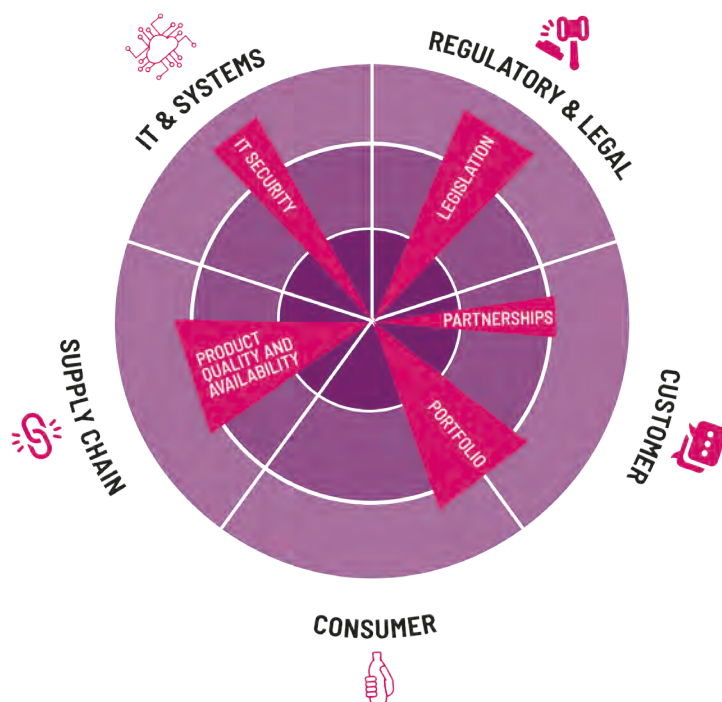 IT & SYSTEMS
REGULATORY & LEGAL
IT SECURITY
LEGISLATION
PARTNERSHIPS
PRODUCT
QUALITY AND
AVAILABILITY
PORTFOLIO
SUPPLY CHAIN
CUSTOMER
CONSUMER